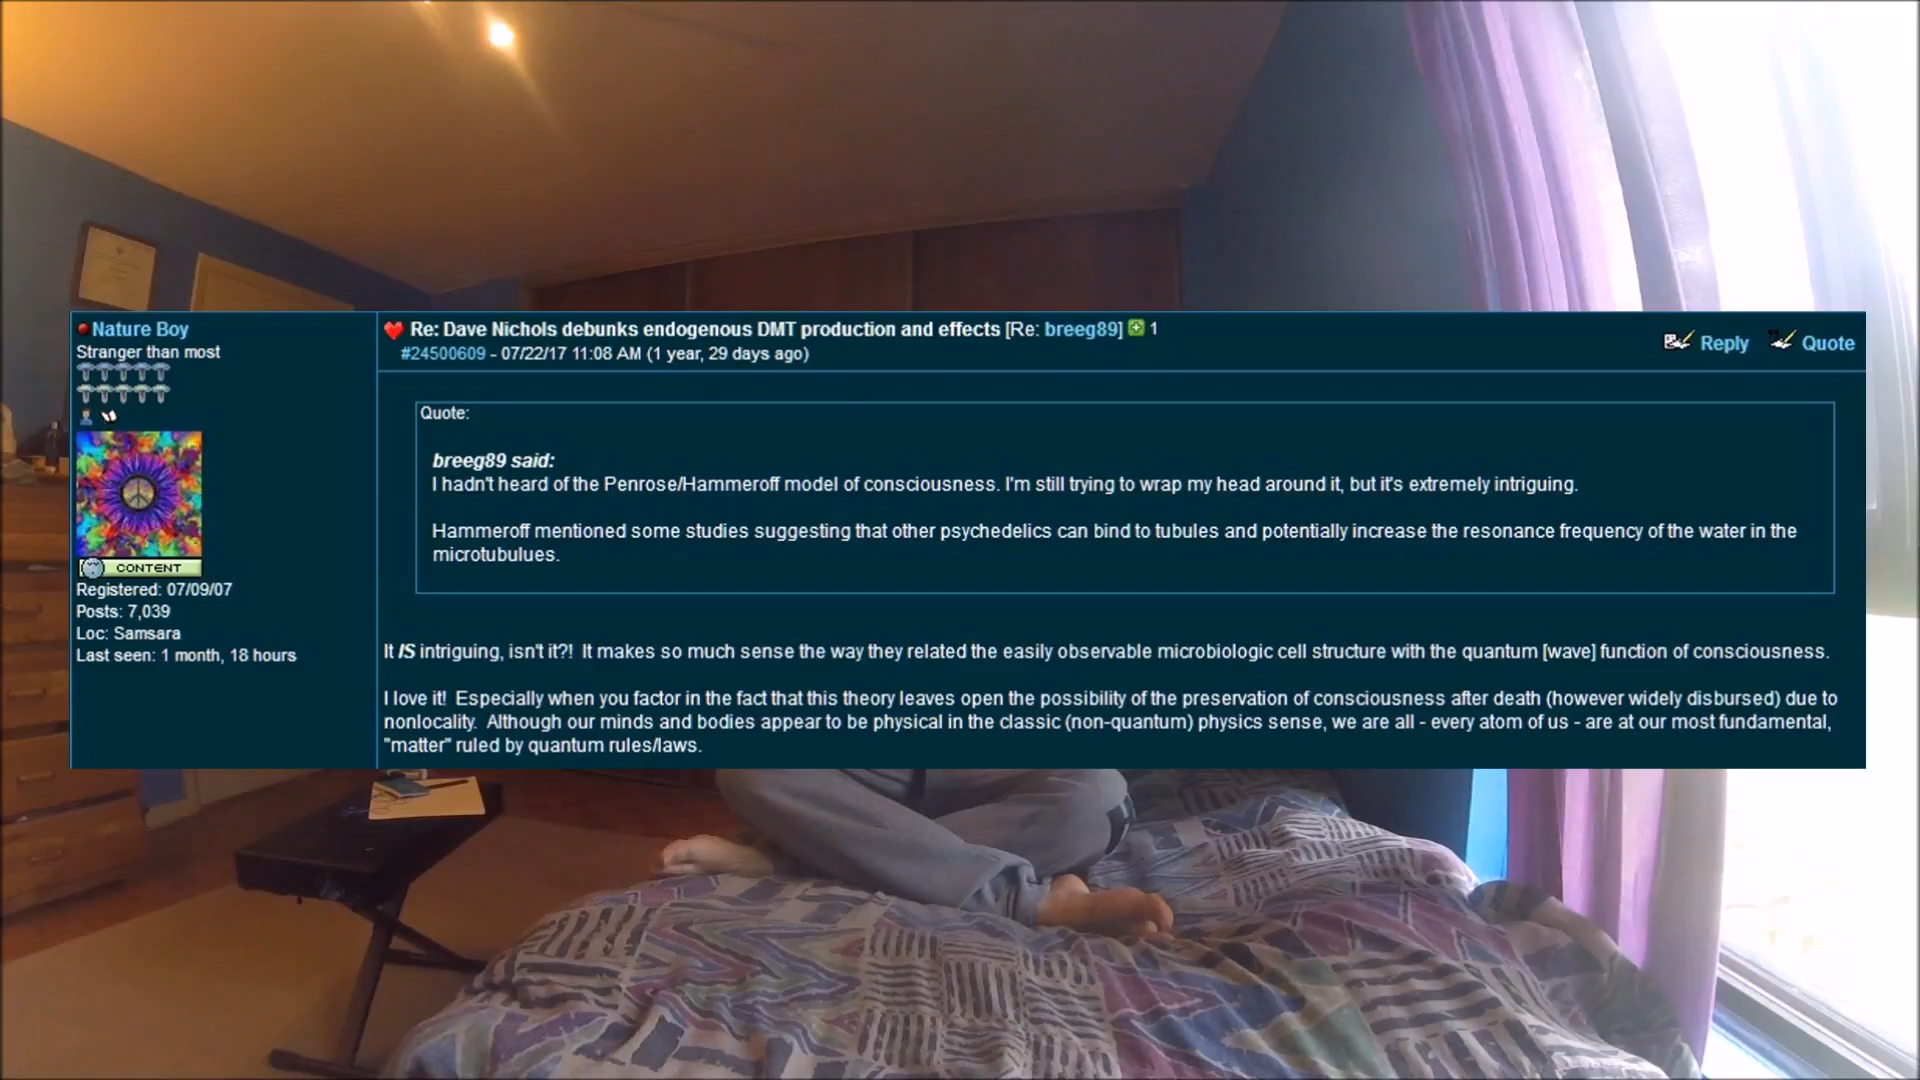 Nature Boy
Stranger than most
CONTENT
Registered: 07/09/07
Posts: 7,039
Loc: Samsara
Last seen: 1 month, 18 hours
Re: Dave Nichols debunks endogenous DMT production and effects [Re: breeg89] 1
#24500609 - 07/22/17 11:08 AM (1 year, 29 days ago)
Reply Quote
Quote:
breeg89 said:
I hadn't heard of the Penrose/Hammeroff model of consciousness. I'm still trying to wrap my head around it, but it's extremely intriguing.
Hammeroff mentioned some studies suggesting that other psychedelics can bind to tubules and potentially increase the resonance frequency of the water in the
microtubulues.
It IS intriguing, isn't it?! It makes so much sense the way they related the easily observable microbiologic cell structure with the quantum [wave] function of consciousness.
I love it! Especially when you factor in the fact that this theory leaves open the possibility of the preservation of consciousness after death (however widely disbursed) due to
nonlocality. Although our minds and bodies appear to be physical in the classic (non-quantum) physics sense, we are all - every atom of us - are at our most fundamental,
"matter" ruled by quantum rules/laws.